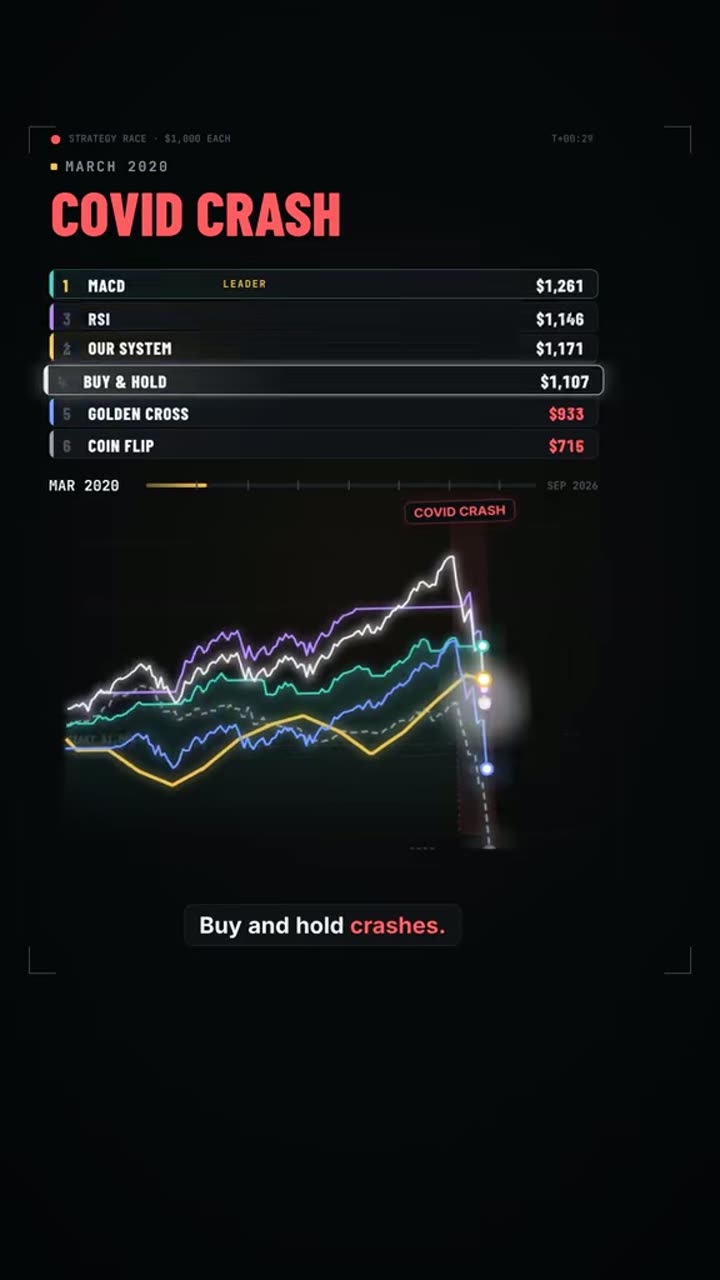 STRATEGY RACE · $1,000 EACH
T+00:29
MARCH 2020
COVID CRASH
1 MACD LEADER $1,261
3 RSI $1,146
2 OUR SYSTEM $1,171
BUY & HOLD $1,107
5 GOLDEN CROSS $933
6 COIN FLIP $715
MAR 2020
SEP 2026
COVID CRASH
Buy and hold crashes.